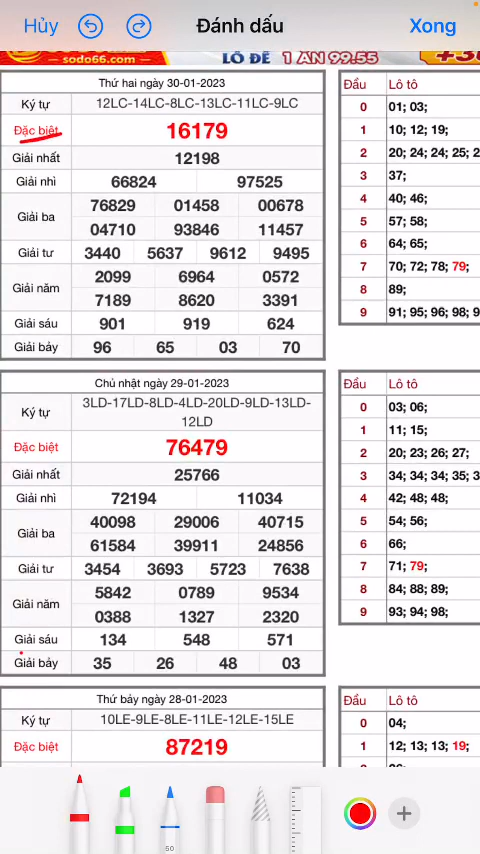 Hủy Đánh dấu Xong
sodo66.com LÔ ĐỀ 1 ĂN 99.55
Thứ hai ngày 30-01-2023
Ký tự 12LC-14LC-8LC-13LC-11LC-9LC
Đặc biệt 16179
Giải nhất 12198
Giải nhì 66824 97525
Giải ba 76829 01458 00678
04710 93846 11457
Giải tư 3440 5637 9612 9495
Giải năm 2099 6964 0572
7189 8620 3391
Giải sáu 901 919 624
Giải bảy 96 65 03 70
Đầu Lô tô
0 01; 03;
1 10; 12; 19;
2 20; 24; 24; 25; 2
3 37;
4 40; 46;
5 57; 58;
6 64; 65;
7 70; 72; 78; 79;
8 89;
9 91; 95; 96; 98; 9
Chủ nhật ngày 29-01-2023
Ký tự 3LD-17LD-8LD-4LD-20LD-9LD-13LD-
12LD
Đặc biệt 76479
Giải nhất 25766
Giải nhì 72194 11034
Giải ba 40098 29006 40715
61584 39911 24856
Giải tư 3454 3693 5723 7638
Giải năm 5842 0789 9534
0388 1327 2320
Giải sáu 134 548 571
Giải bảy 35 26 48 03
Đầu Lô tô
0 03; 06;
1 11; 15;
2 20; 23; 26; 27;
3 34; 34; 34; 35; 3
4 42; 48; 48;
5 54; 56;
6 66;
7 71; 79;
8 84; 88; 89;
9 93; 94; 98;
Thứ bảy ngày 28-01-2023
Ký tự 10LE-9LE-8LE-11LE-12LE-15LE
Đặc biệt 87219
Đầu Lô tô
0 04;
1 12; 13; 13; 19;
50